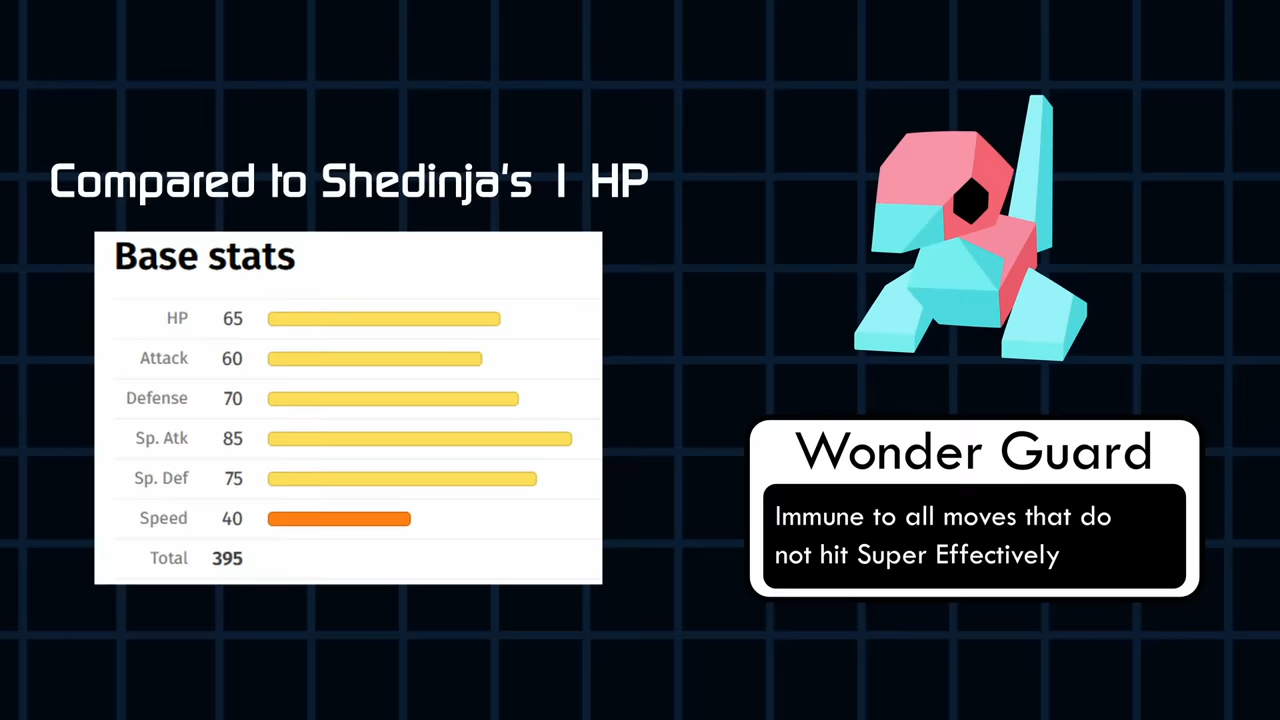 Compared to Shedinja's 1 HP
Base stats
HP 65
Attack 60
Defense 70
Sp. Atk 85
Sp. Def 75
Speed 40
Total 395
Wonder Guard
Immune to all moves that do
not hit Super Effectively